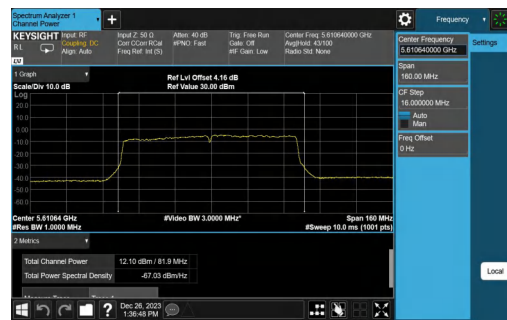 Spectrum Analyzer 1
Channel Power
Frequency
KEYSIGHT Input: RF
Coupling: DC
Align: Auto
RL
Input Z: 50 Ω
Corr CCorr RCal
Freq Ref: Int (S)
Atten: 40 dB
#PNO: Fast
Trig: Free Run
Gate: Off
#IF Gain: Low
Center Freq: 5.610640000 GHz
Avg|Hold: 43/100
Radio Std: None
Center Frequency
5.610640000 GHz
Settings
Span
160.00 MHz
CF Step
16.000000 MHz
Auto
Man
Freq Offset
0 Hz
Local
1 Graph
Scale/Div 10.0 dB
Ref Lvl Offset 4.16 dB
Ref Value 30.00 dBm
Log
20.0
10.0
0.0
-10.0
-20.0
-30.0
-40.0
-50.0
-60.0
Center 5.61064 GHz
#Res BW 1.0000 MHz
#Video BW 3.0000 MHz*
Span 160 MHz
#Sweep 10.0 ms (1001 pts)
2 Metrics
Total Channel Power 12.10 dBm / 81.9 MHz
Total Power Spectral Density -67.03 dBm/Hz
Dec 26, 2023
1:36:48 PM